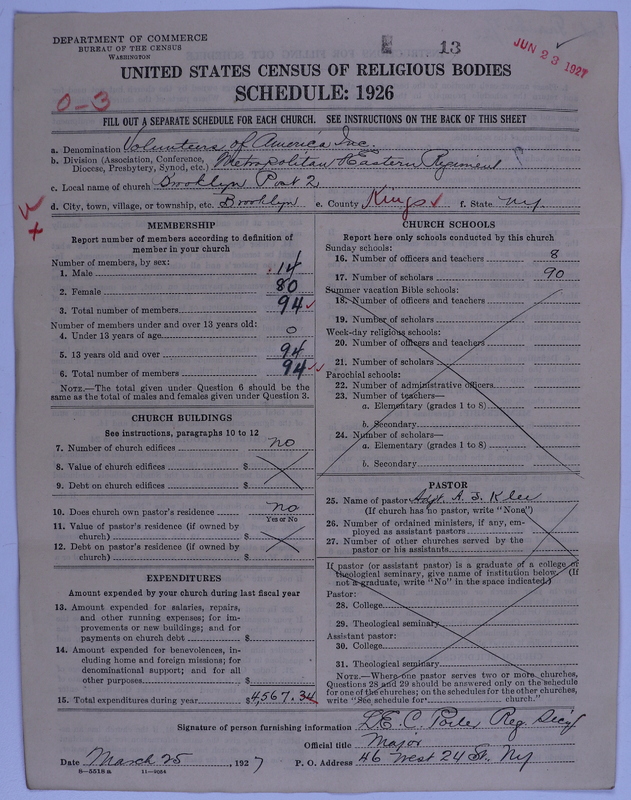 DEPARTMENT OF COMMERCE
BUREAU OF THE CENSUS
WASHINGTON
13
JUN 23 1927
UNITED STATES CENSUS OF RELIGIOUS BODIES
SCHEDULE: 1926
0-3
FILL OUT A SEPARATE SCHEDULE FOR EACH CHURCH. SEE INSTRUCTIONS ON THE BACK OF THIS SHEET
a. Denomination Volunteers of America Inc.
b. Division (Association, Conference, Diocese, Presbytery, Synod, etc.) Metropolitan Eastern Regiment
c. Local name of church Brooklyn Post 2
d. City, town, village, or township, etc. Brooklyn e. County Kings f. State NY
MEMBERSHIP
Report number of members according to definition of
member in your church
Number of members, by sex:
1. Male 14
2. Female 80
3. Total number of members 94
Number of members under and over 13 years old:
4. Under 13 years of age 0
5. 13 years old and over 94
6. Total number of members 94
NOTE.—The total given under Question 6 should be the
same as the total of males and females given under Question 3.
CHURCH BUILDINGS
See instructions, paragraphs 10 to 12
7. Number of church edifices no
8. Value of church edifices $
9. Debt on church edifices $
10. Does church own pastor's residence no
Yes or No
11. Value of pastor's residence (if owned by
church) $
12. Debt on pastor's residence (if owned by
church) $
EXPENDITURES
Amount expended by your church during last fiscal year
13. Amount expended for salaries, repairs,
and other running expenses; for im-
provements or new buildings; and for
payments on church debt $
14. Amount expended for benevolences, in-
cluding home and foreign missions; for
denominational support; and for all
other purposes $
15. Total expenditures during year $4,567.34
CHURCH SCHOOLS
Report here only schools conducted by this church
Sunday schools:
16. Number of officers and teachers 8
17. Number of scholars 90
Summer vacation Bible schools:
18. Number of officers and teachers
19. Number of scholars
Week-day religious schools:
20. Number of officers and teachers
21. Number of scholars
Parochial schools:
22. Number of administrative officers
23. Number of teachers—
a. Elementary (grades 1 to 8)
b. Secondary
24. Number of scholars—
a. Elementary (grades 1 to 8)
b. Secondary
PASTOR
25. Name of pastor Adjt. A. J.
(If church has no pastor, write "None")
26. Number of ordained ministers, if any, em-
ployed as assistant pastors
27. Number of other churches served by the
pastor or his assistants
If pastor (or assistant pastor) is a graduate of a college or
theological seminary, give name of institution below. (If
not a graduate, write "No" in the space indicated.)
Pastor:
28. College
29. Theological seminary
Assistant pastor:
30. College
31. Theological seminary
NOTE.—Where one pastor serves two or more churches,
Questions 28 and 29 should be answered only on the schedule
for one of the churches; on the schedules for the other churches,
write "See schedule for church."
Signature of person furnishing information C. Reg. Secy
Official title Major
Date March 25, 1927 P. O. Address 46 West 24 St. NY
8—5518 a 11—9654